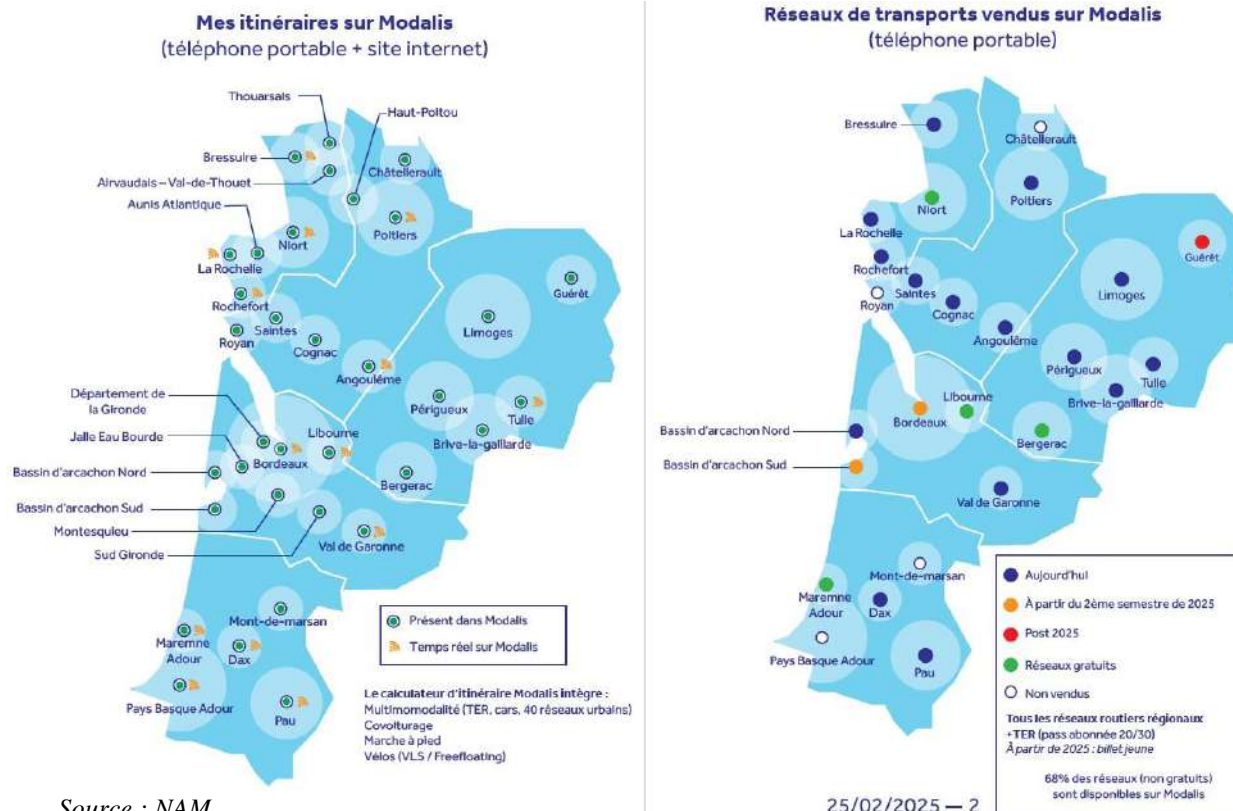 Mes itinéraires sur Modalis
(téléphone portable + site internet)
Thouarsais
Haut-Poitou
Bressuire
Châtellerault
Airvaudais – Val-de-Thouet
Aunis Atlantique
Niort
Poitiers
La Rochelle
Guérêt
Rochefort
Saintes
Limoges
Royan
Cognac
Angoulême
Département de
la Gironde
Périgueux
Tulle
Libourne
Jalle Eau Bourde
Brive-la-gaillarde
Bordeaux
Bassin d'arcachon Nord
Bergerac
Bassin d'arcachon Sud
Montesquieu
Val de Garonne
Sud Gironde
Mont-de-marsan
Présent dans Modalis
Temps réel sur Modalis
Maremne
Adour
Dax
Pays Basque Adour
Pau
Le calculateur d'itinéraire Modalis intègre :
Multimomodalité (TER, cars, 40 réseaux urbains)
Covoiturage
Marche à pied
Vélos (VLS / Freefloating)
Source : NAM
Réseaux de transports vendus sur Modalis
(téléphone portable)
Bressuire
Châtellerault
Poitiers
Niort
La Rochelle
Guérêt
Rochefort
Saintes
Limoges
Royan
Cognac
Angoulême
Périgueux
Tulle
Libourne
Brive-la-gaillarde
Bordeaux
Bassin d'arcachon Nord
Bergerac
Bassin d'arcachon Sud
Val de Garonne
Mont-de-marsan
Maremne
Adour
Dax
Pays Basque Adour
Pau
Aujourd'hui
À partir du 2ème semestre de 2025
Post 2025
Réseaux gratuits
Non vendus
Tous les réseaux routiers régionaux
+TER (pass abonnée 20/30)
À partir de 2025 : billet jeune
68% des réseaux (non gratuits)
sont disponibles sur Modalis
25/02/2025 — 2